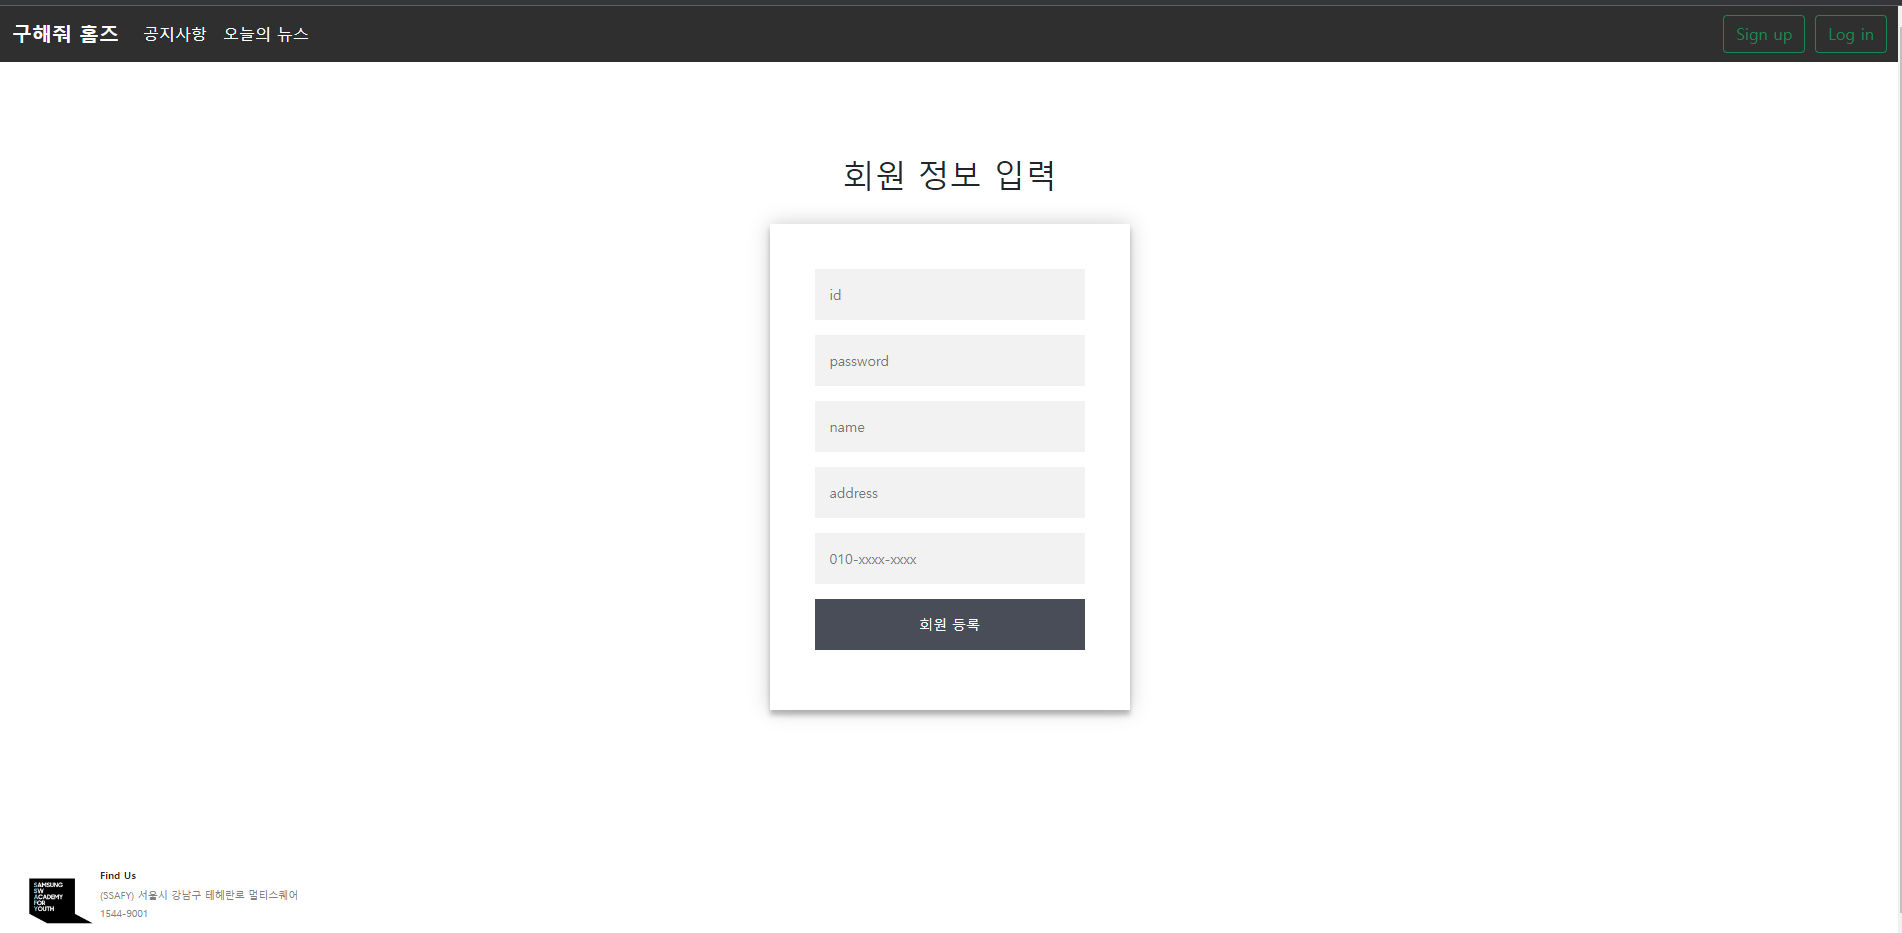 구해줘 홈즈 공지사항 오늘의 뉴스 Sign up Log in
회원 정보 입력
id
password
name
address
010-xxxx-xxxx
회원 등록
SAMSUNG
SW
ACADEMY
FOR
YOUTH
Find Us
(SSAFY) 서울시 강남구 테헤란로 멀티스퀘어
1544-9001